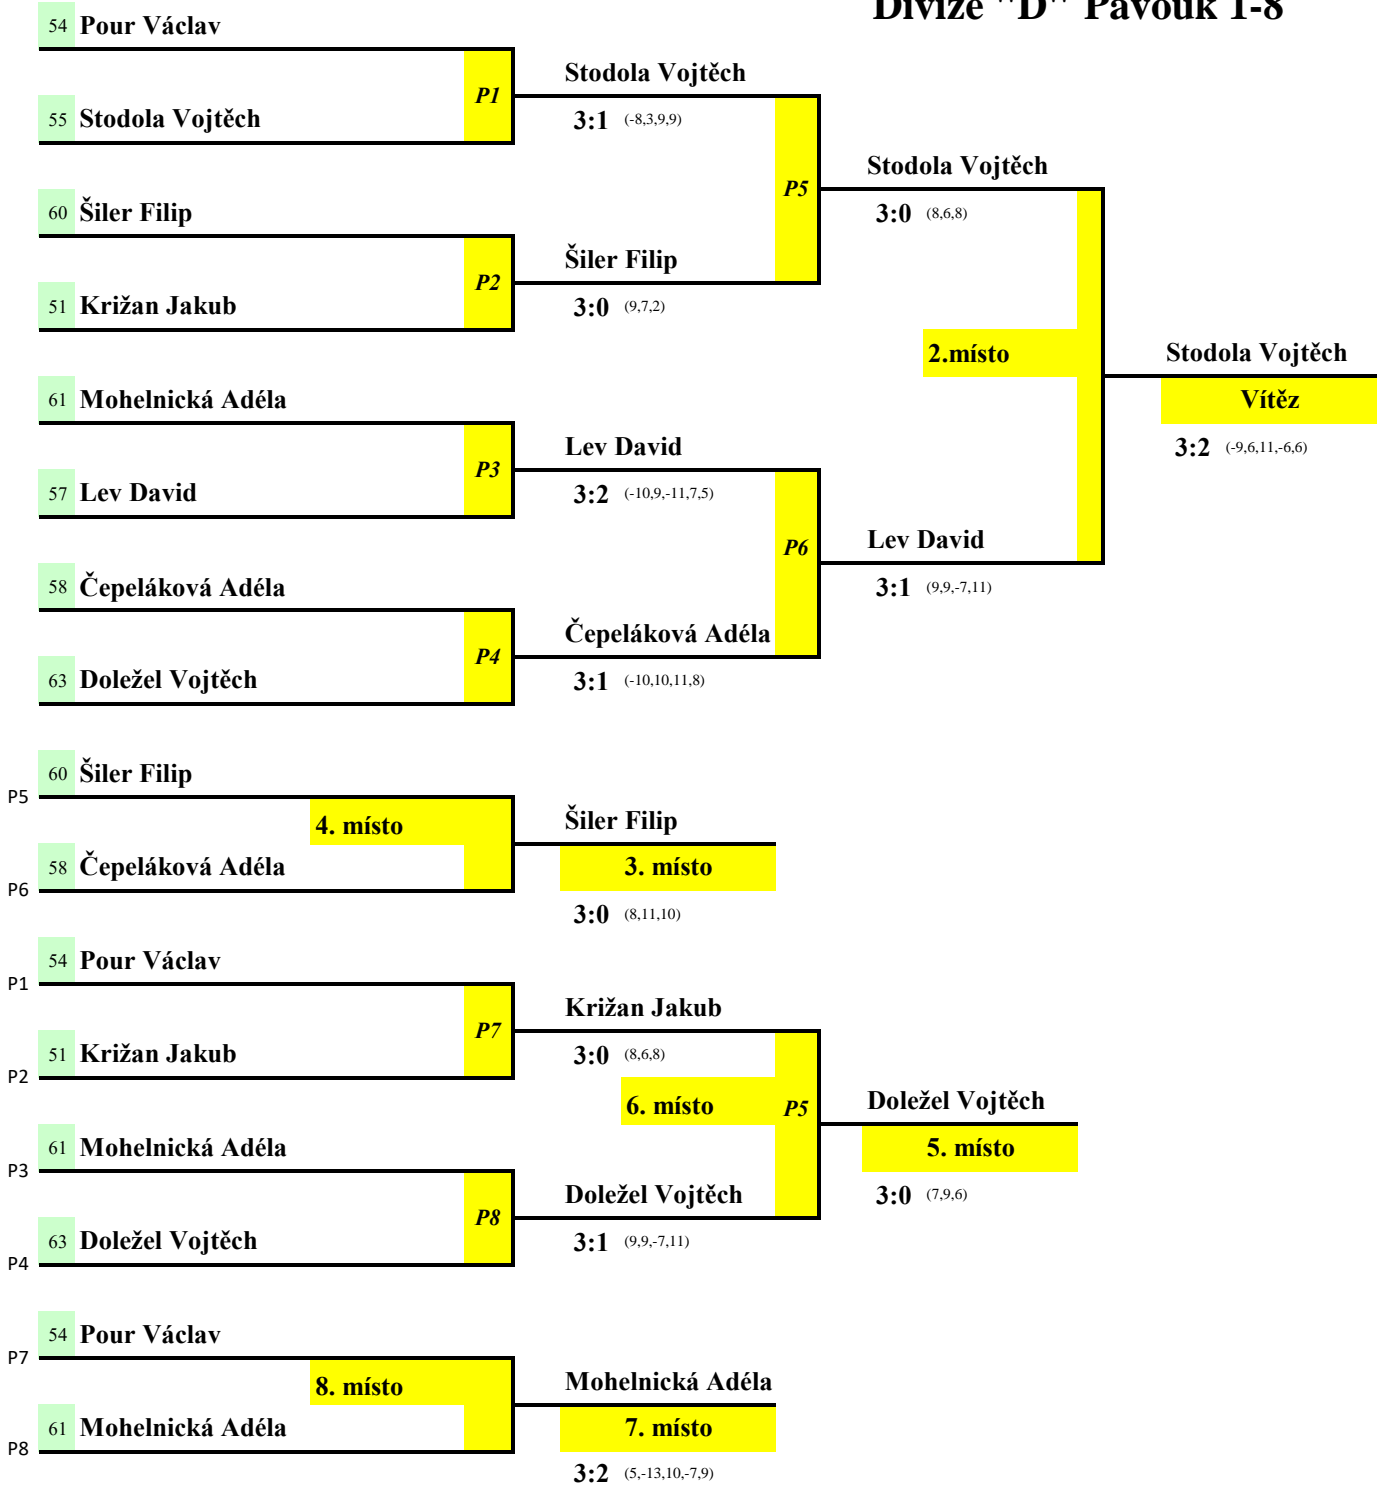 Divize "D" Pavouk 1-8
54 Pour Václav
Stodola Vojtěch
P1
55 Stodola Vojtěch
3:1 (-8,3,9,9)
Stodola Vojtěch
P5
60 Šiler Filip
3:0 (8,6,8)
Šiler Filip
P2
51 Križan Jakub
3:0 (9,7,2)
2.místo
Stodola Vojtěch
61 Mohelnická Adéla
Vítěz
Lev David
3:2 (-9,6,11,-6,6)
P3
57 Lev David
3:2 (-10,9,-11,7,5)
Lev David
P6
58 Čepeláková Adéla
3:1 (9,9,-7,11)
Čepeláková Adéla
P4
63 Doležel Vojtěch
3:1 (-10,10,11,8)
60 Šiler Filip
P5
4. místo
Šiler Filip
58 Čepeláková Adéla
3. místo
P6
3:0 (8,11,10)
54 Pour Václav
P1
Križan Jakub
P7
51 Križan Jakub
3:0 (8,6,8)
P2
6. místo
P5
Doležel Vojtěch
61 Mohelnická Adéla
5. místo
P3
Doležel Vojtěch
3:0 (7,9,6)
P8
63 Doležel Vojtěch
3:1 (9,9,-7,11)
P4
54 Pour Václav
P7
8. místo
Mohelnická Adéla
61 Mohelnická Adéla
7. místo
P8
3:2 (5,-13,10,-7,9)